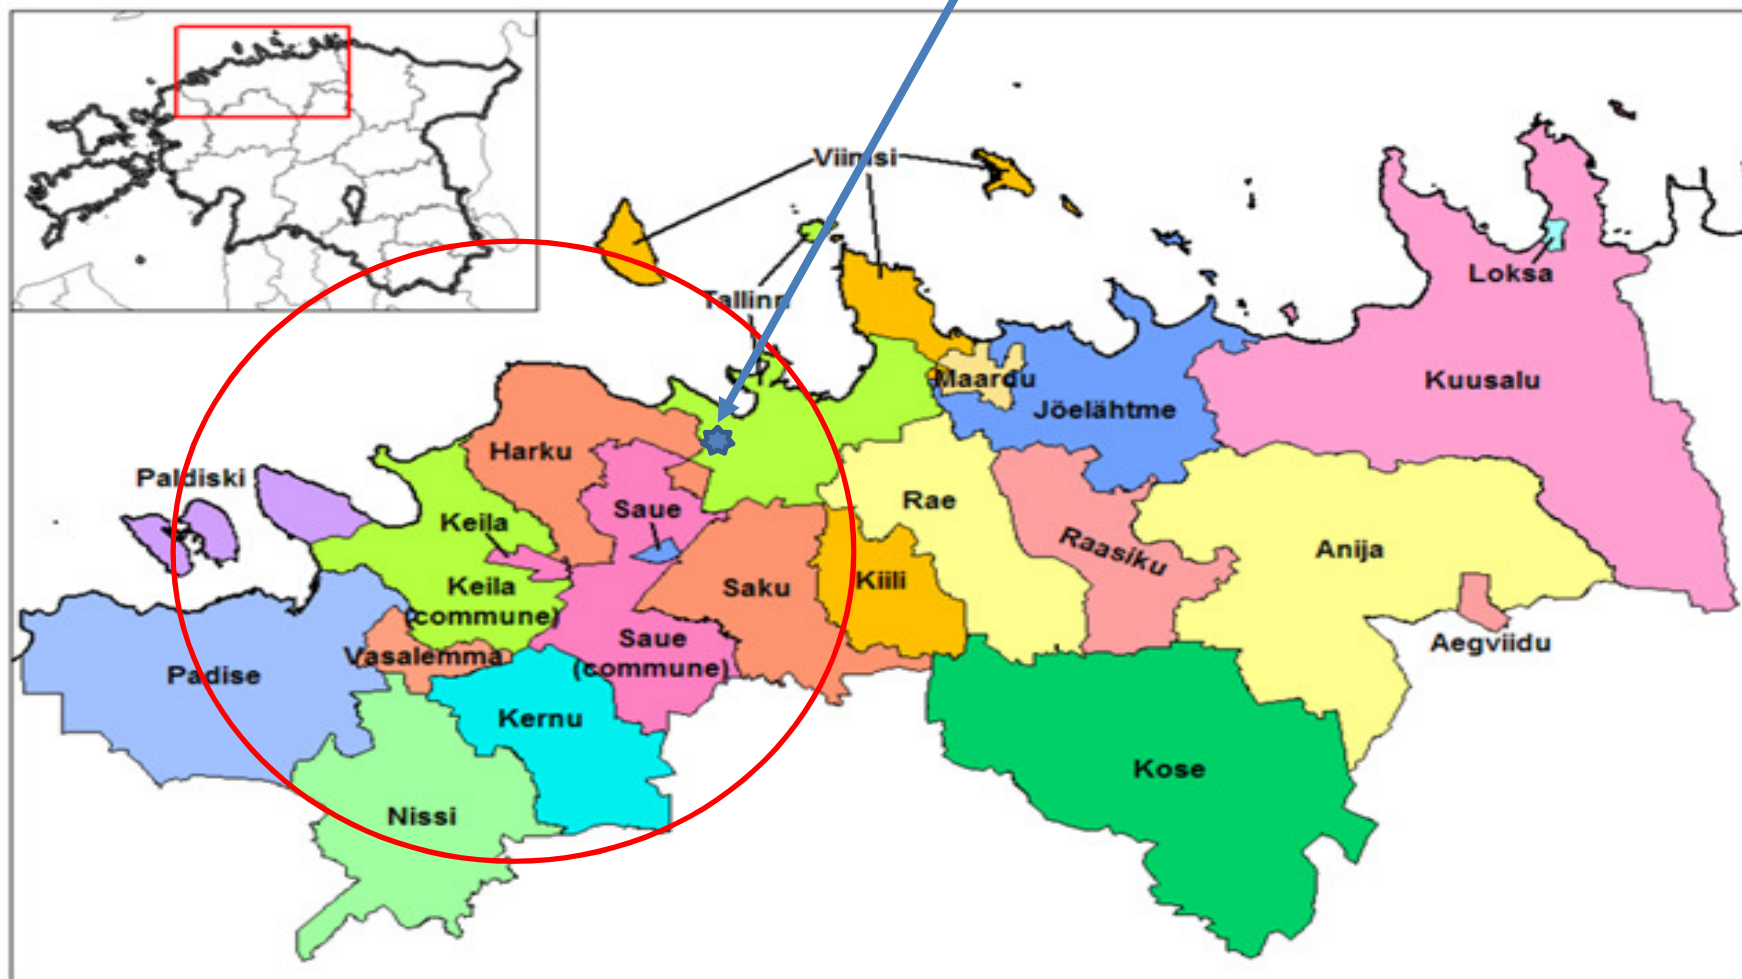 Viimsi
Tallinn
Loksa
Maardu
Kuusalu
Jõelähtme
Harku
Paldiski
Rae
Saue
Keila
Raasiku
Anija
Keila
(commune)
Saku
Kiili
Saue
(commune)
Aegviidu
Vasalemma
Padise
Kernu
Kose
Nissi